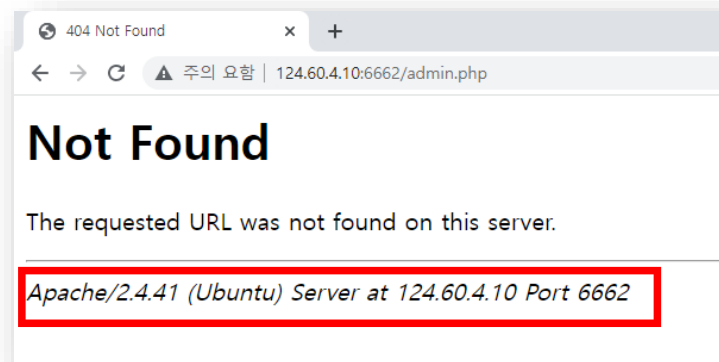 404 Not Found
주의 요함 | 124.60.4.10:6662/admin.php
Not Found
The requested URL was not found on this server.
Apache/2.4.41 (Ubuntu) Server at 124.60.4.10 Port 6662